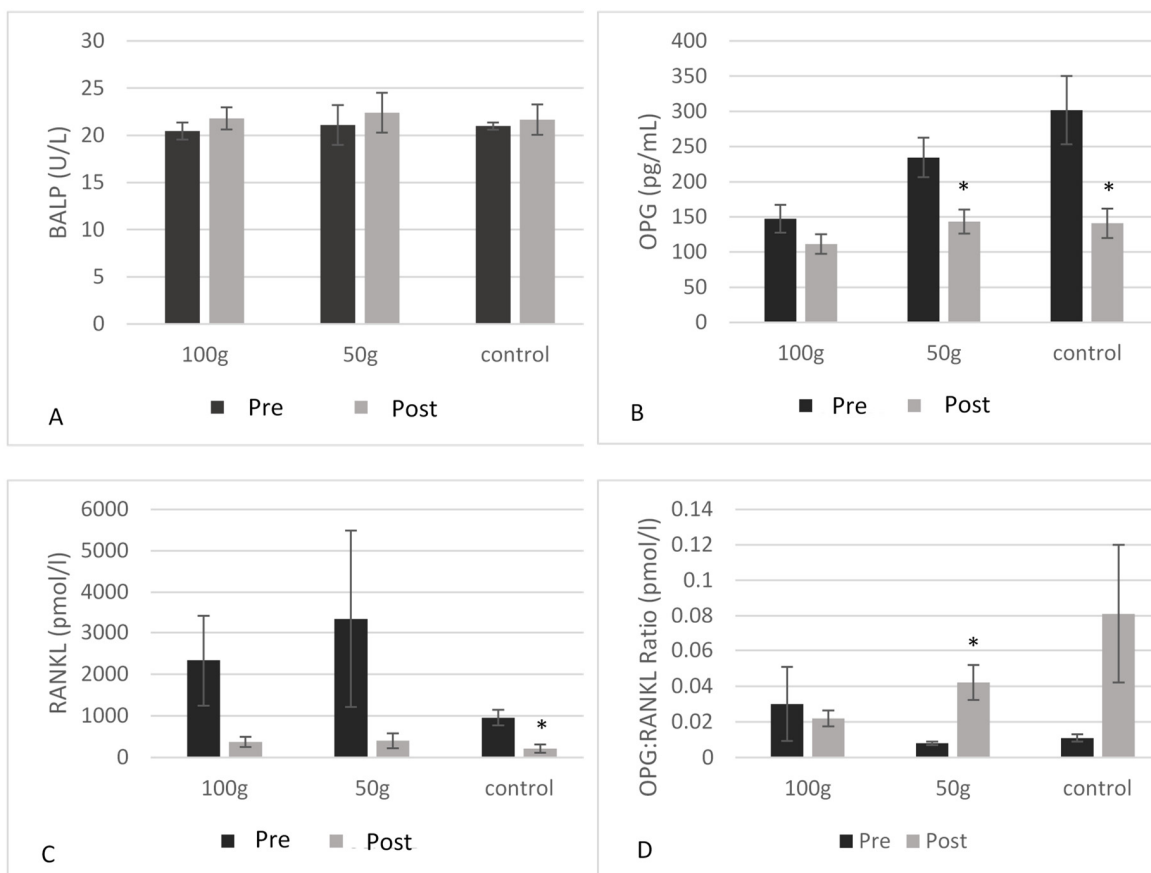 BALP (U/L)
30
25
20
15
10
5
0
100g 50g control
A
Pre Post
OPG (pg/mL)
400
350
300
250
200
150
100
50
0
*
*
100g 50g control
B
Pre Post
RANKL (pmol/l)
6000
5000
4000
3000
2000
1000
0
*
100g 50g control
C
Pre Post
OPG:RANKL Ratio (pmol/l)
0.14
0.12
0.1
0.08
0.06
0.04
0.02
0
*
100g 50g control
D
Pre Post